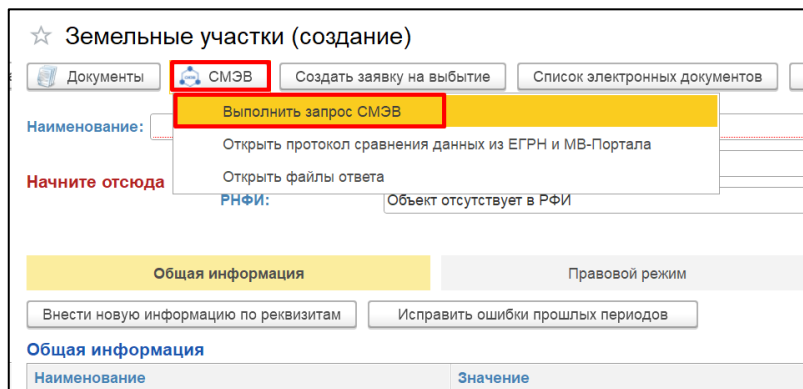 Земельные участки (создание)
Документы СМЭВ Создать заявку на выбытие Список электронных документов
Выполнить запрос СМЭВ
Наименование:
Открыть протокол сравнения данных из ЕГРН и МВ-Портала
Начните отсюда Открыть файлы ответа
РНФИ: Объект отсутствует в РФИ
Общая информация Правовой режим
Внести новую информацию по реквизитам Исправить ошибки прошлых периодов
Общая информация
Наименование Значение